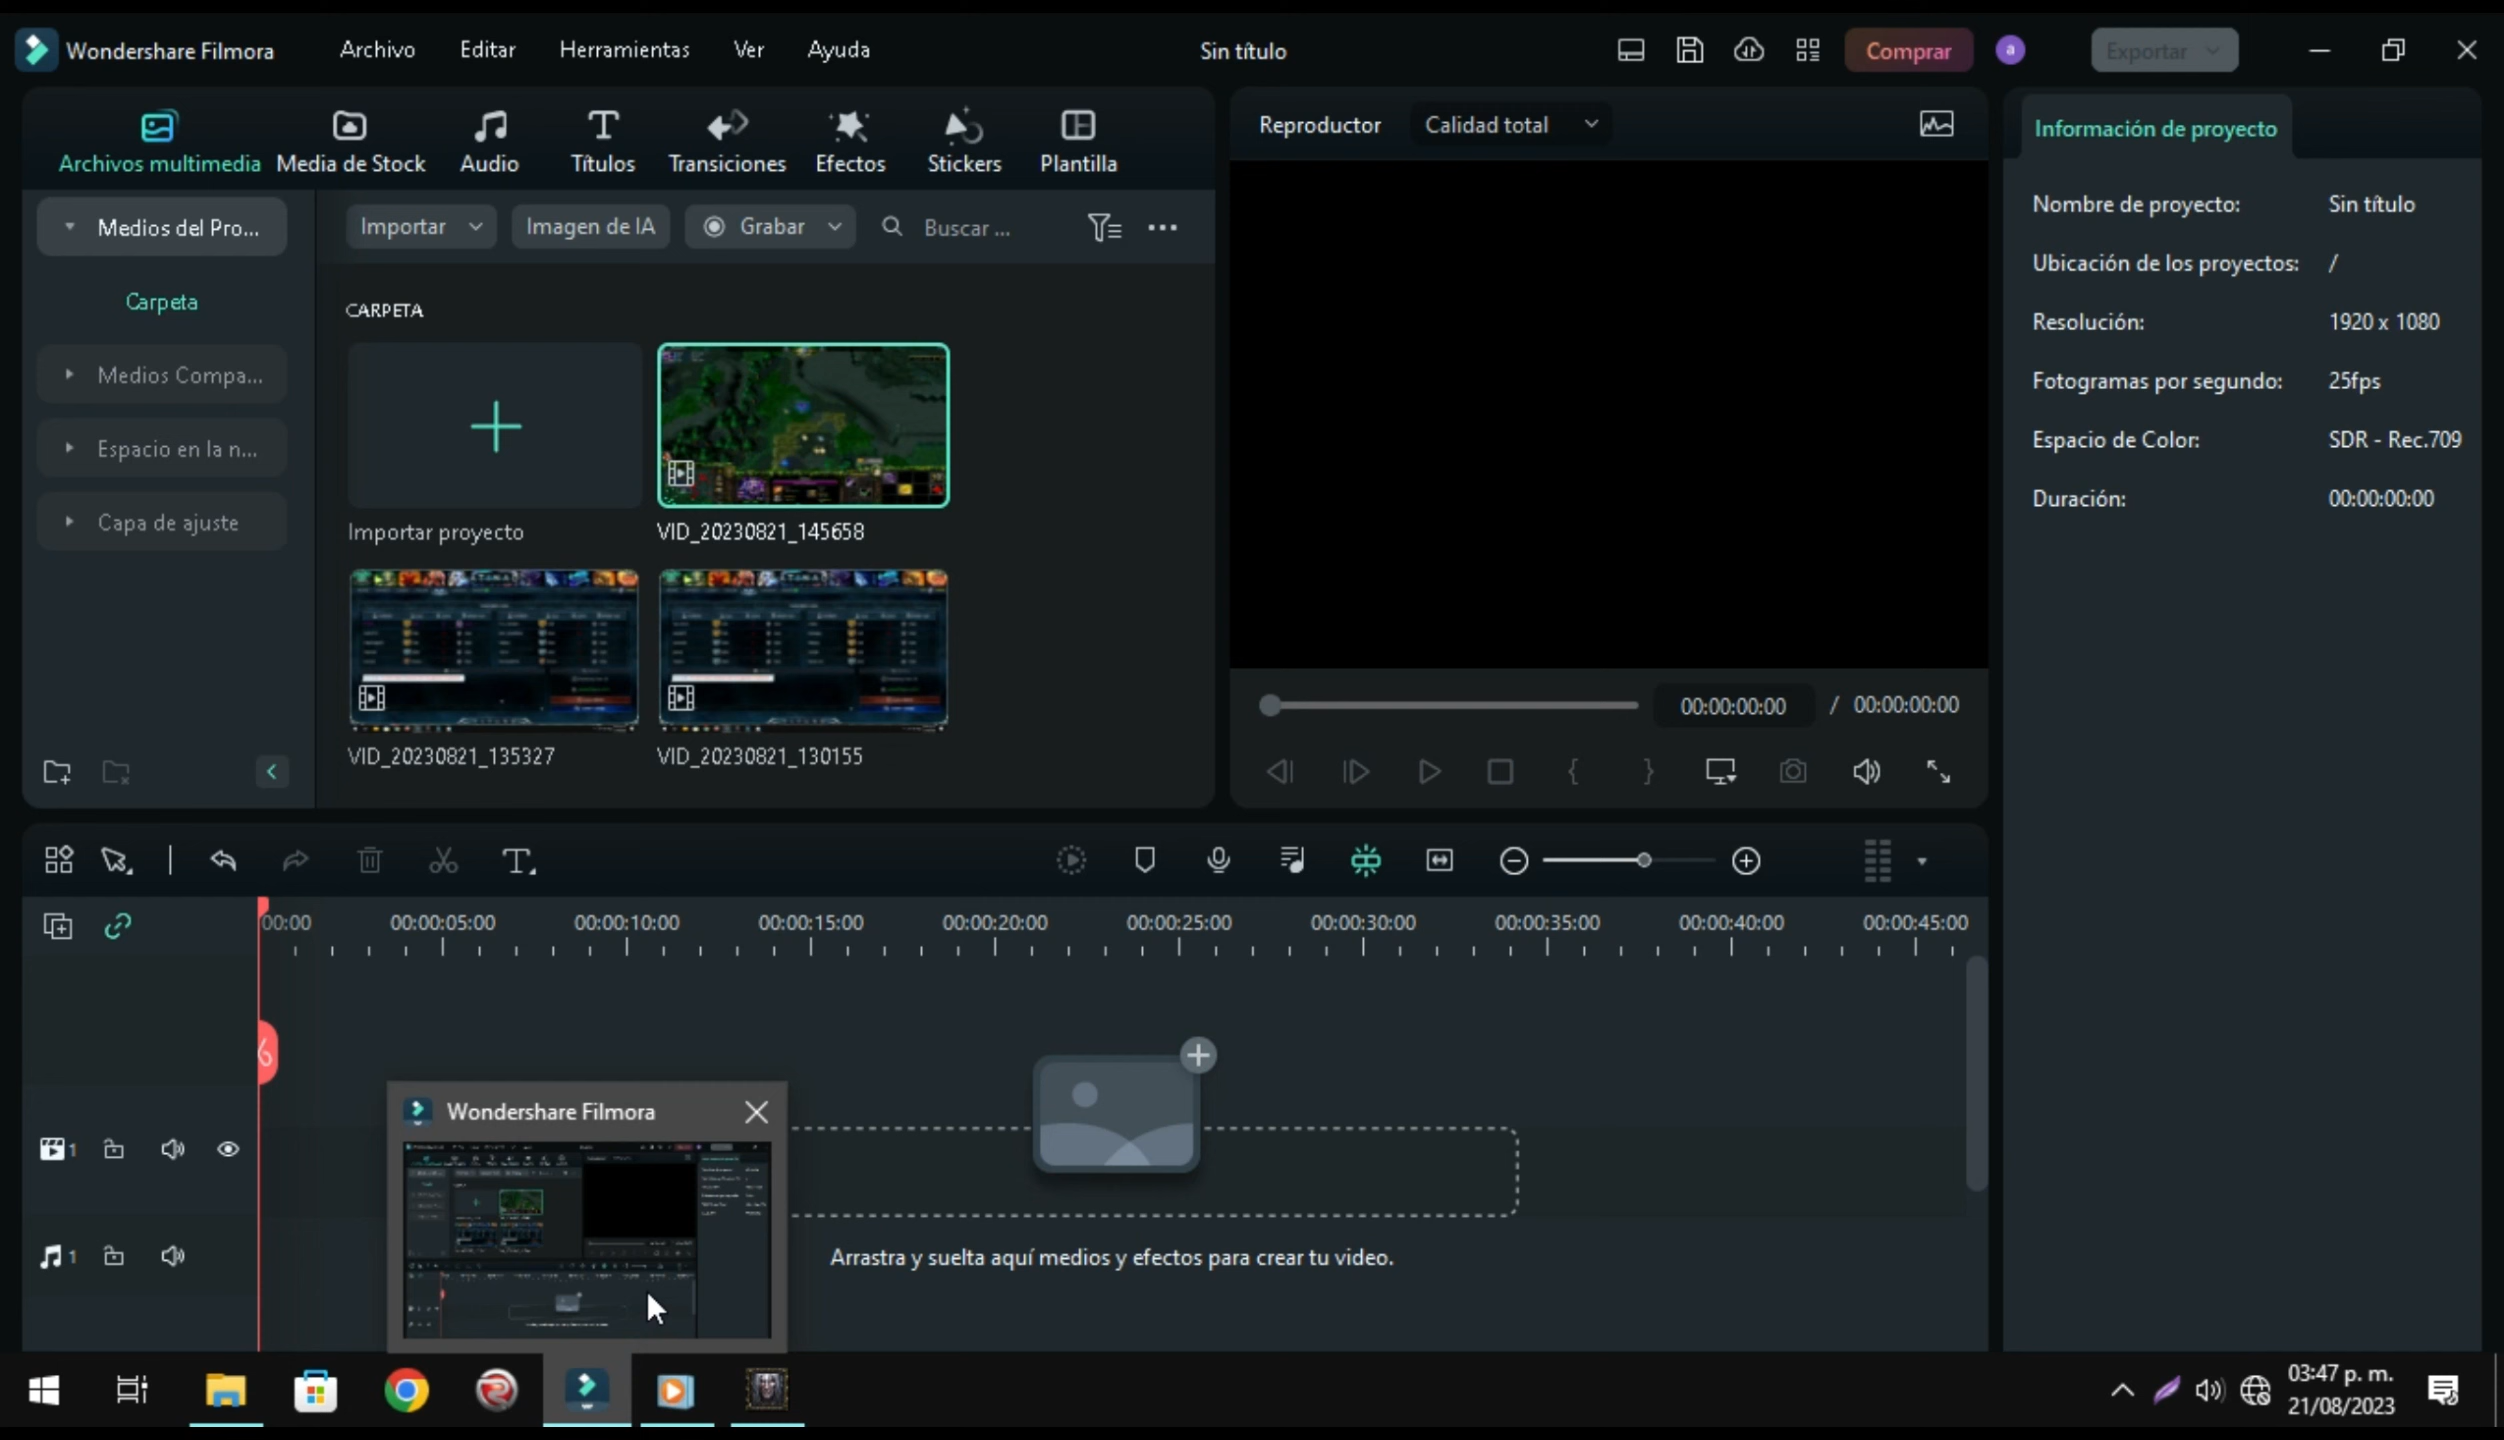 Wondershare Filmora Archivo Editar Herramientas Ver Ayuda Sin título Comprar a Exportar
Archivos multimedia Media de Stock Audio Títulos Transiciones Efectos Stickers Plantilla
Medios del Pro...
Carpeta
Medios Compa...
Espacio en la n...
Capa de ajuste
Importar Imagen de IA Grabar Buscar ...
CARPETA
Importar proyecto VID_20230821_145658
VID_20230821_135327 VID_20230821_130155
Reproductor Calidad total
00:00:00:00 / 00:00:00:00
Información de proyecto
Nombre de proyecto: Sin título
Ubicación de los proyectos: /
Resolución: 1920 x 1080
Fotogramas por segundo: 25fps
Espacio de Color: SDR - Rec.709
Duración: 00:00:00:00
00:00 00:00:05:00 00:00:10:00 00:00:15:00 00:00:20:00 00:00:25:00 00:00:30:00 00:00:35:00 00:00:40:00 00:00:45:00
Wondershare Filmora
1
1
Arrastra y suelta aquí medios y efectos para crear tu video.
03:47 p. m.
21/08/2023